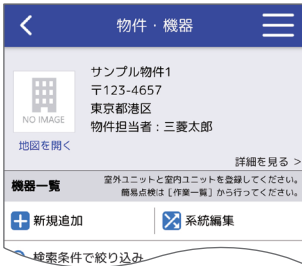 物件・機器
サンプル物件1
〒123-4657
東京都港区
物件担当者：三菱太郎
NO IMAGE
地図を開く
詳細を見る >
機器一覧
室外ユニットと室内ユニットを登録してください。
簡易点検は［作業一覧］から行ってください。
新規追加
系統編集
検索条件で絞り込み